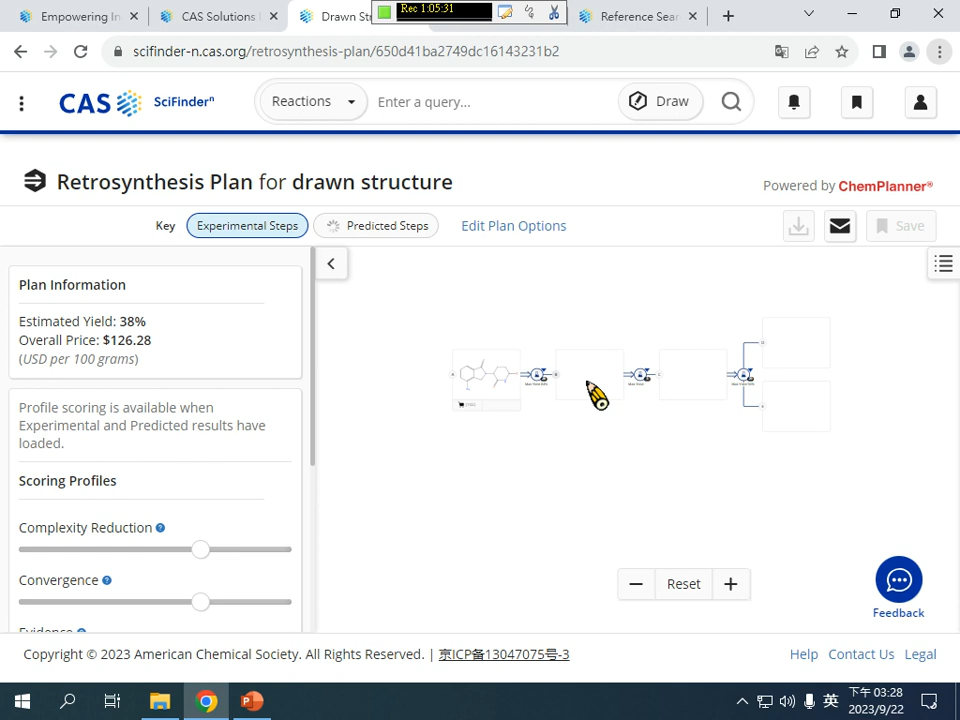 Empowering In
CAS Solutions
Drawn Str
Rec 1:05:31
Reference Sear
scifinder-n.cas.org/retrosynthesis-plan/650d41ba2749dc16143231b2
CAS SciFinderⁿ
Reactions
Enter a query...
Draw
Retrosynthesis Plan for drawn structure
Powered by ChemPlanner®
Key
Experimental Steps
Predicted Steps
Edit Plan Options
Save
Plan Information
Estimated Yield: 38%
Overall Price: $126.28
(USD per 100 grams)
Profile scoring is available when
Experimental and Predicted results have
loaded.
Scoring Profiles
Complexity Reduction
Convergence
Evidence
Reset
Feedback
Copyright © 2023 American Chemical Society. All Rights Reserved. | 京ICP备13047075号-3
Help
Contact Us
Legal
英
下午 03:28
2023/9/22